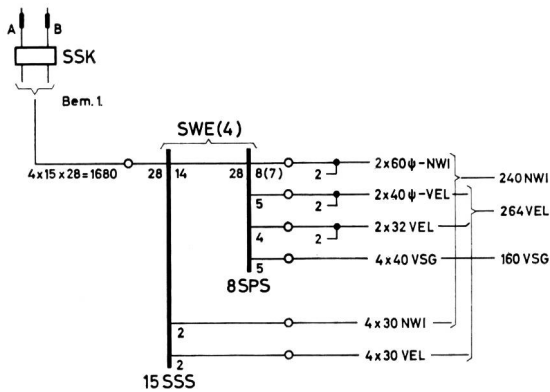 A B
SSK
Bem. 1.
SWE(4)
4x15x28=1680
28 14 28 8(7) 2 2x60ψ-NWI 240 NWI
5 2 2x40ψ-VEL 264 VEL
4 2 2x32 VEL
5 4x40 VSG 160 VSG
8SPS
2 4x30 NWI
2 4x30 VEL
15 SSS